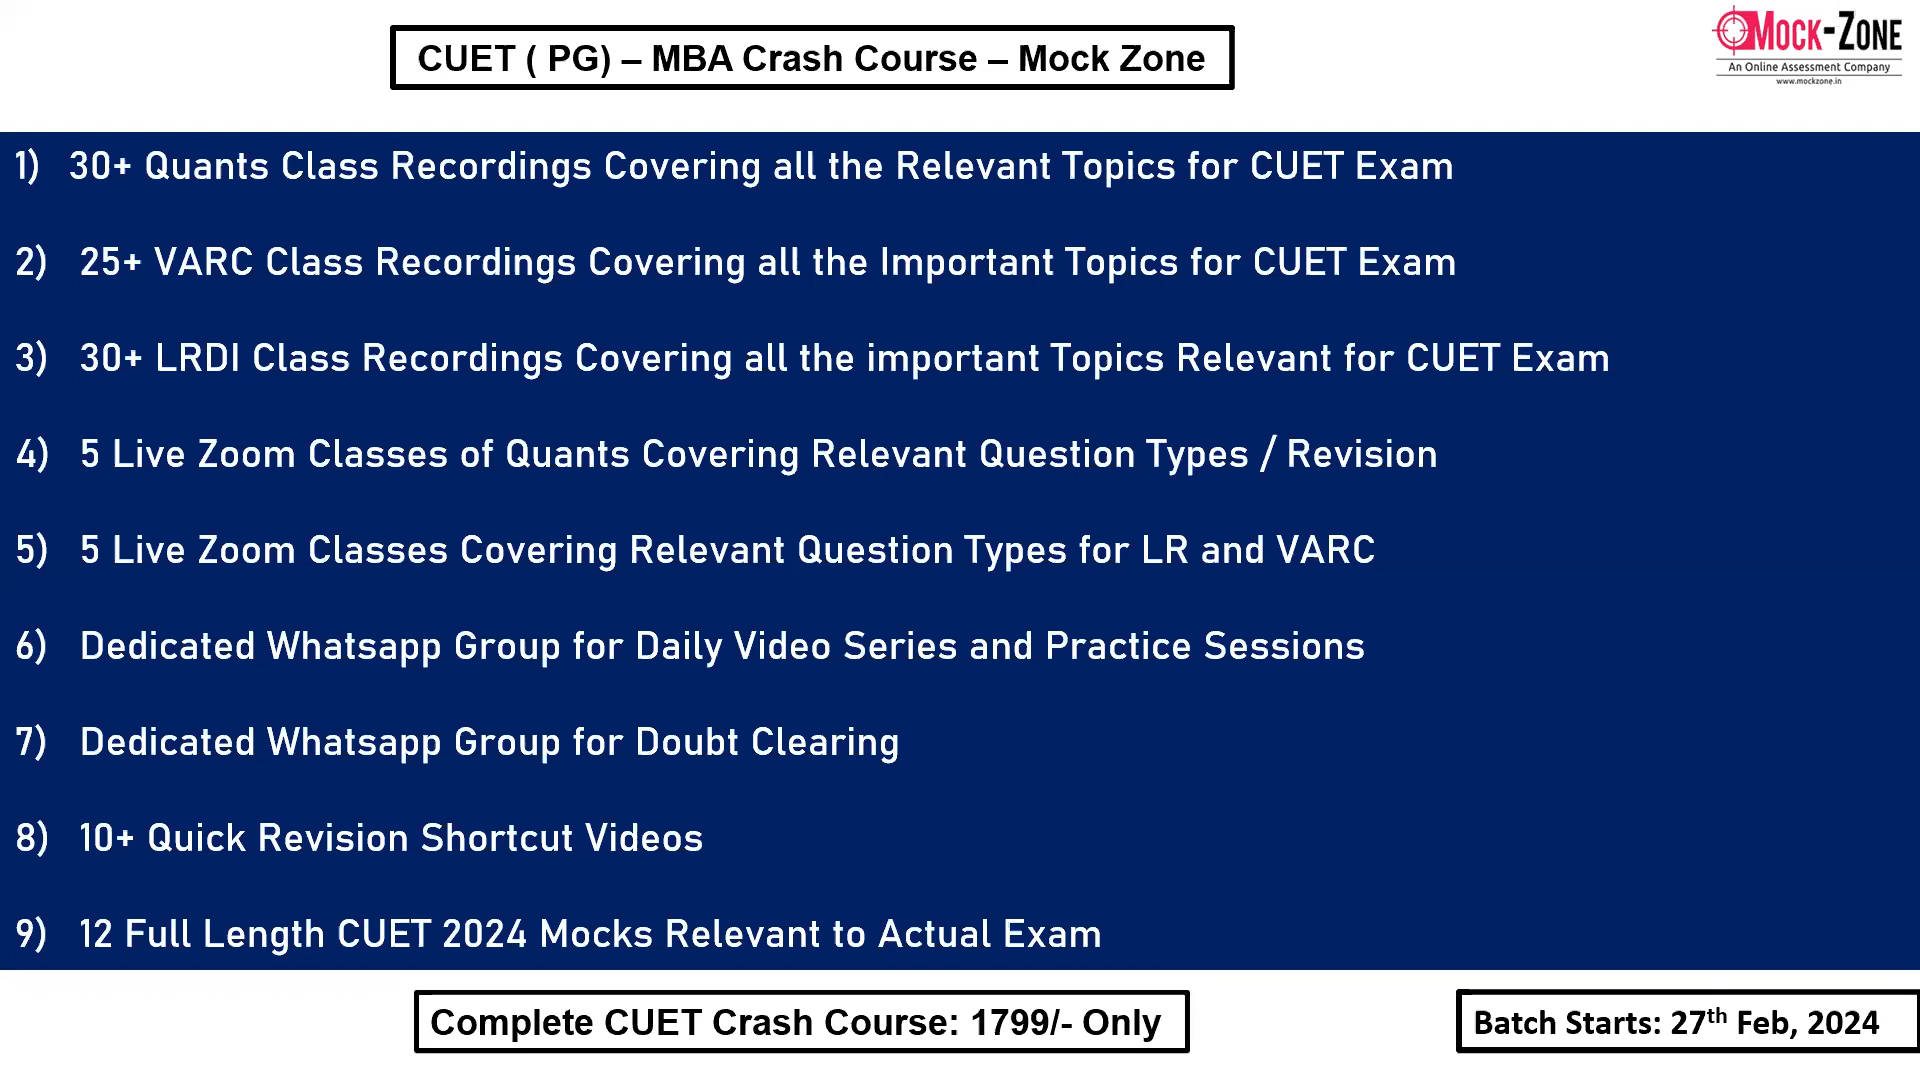 CUET ( PG) – MBA Crash Course – Mock Zone
MOCK-ZONE
An Online Assessment Company
www.mockzone.in
1) 30+ Quants Class Recordings Covering all the Relevant Topics for CUET Exam
2) 25+ VARC Class Recordings Covering all the Important Topics for CUET Exam
3) 30+ LRDI Class Recordings Covering all the important Topics Relevant for CUET Exam
4) 5 Live Zoom Classes of Quants Covering Relevant Question Types / Revision
5) 5 Live Zoom Classes Covering Relevant Question Types for LR and VARC
6) Dedicated Whatsapp Group for Daily Video Series and Practice Sessions
7) Dedicated Whatsapp Group for Doubt Clearing
8) 10+ Quick Revision Shortcut Videos
9) 12 Full Length CUET 2024 Mocks Relevant to Actual Exam
Complete CUET Crash Course: 1799/- Only
Batch Starts: 27th Feb, 2024